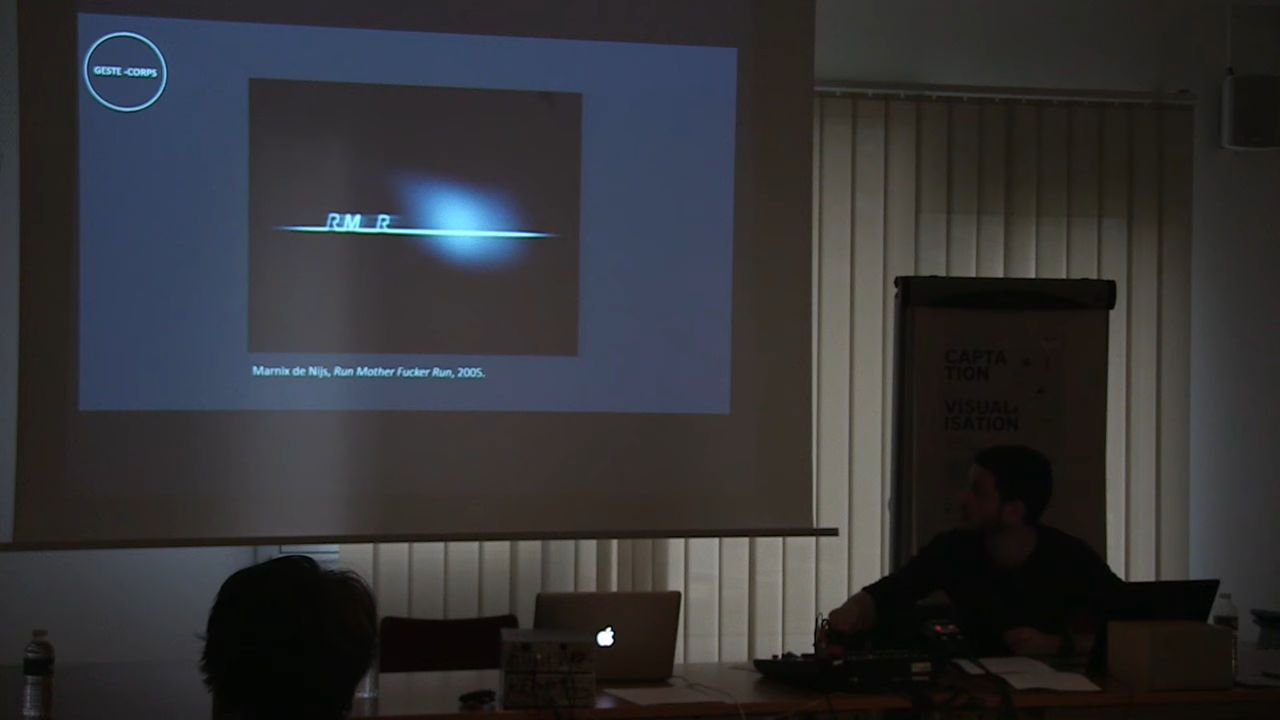 GESTE -CORPS
RM R
Marnix de Nijs, Run Mother Fucker Run, 2005.
CAPTA
TION
VISUAL
ISATION